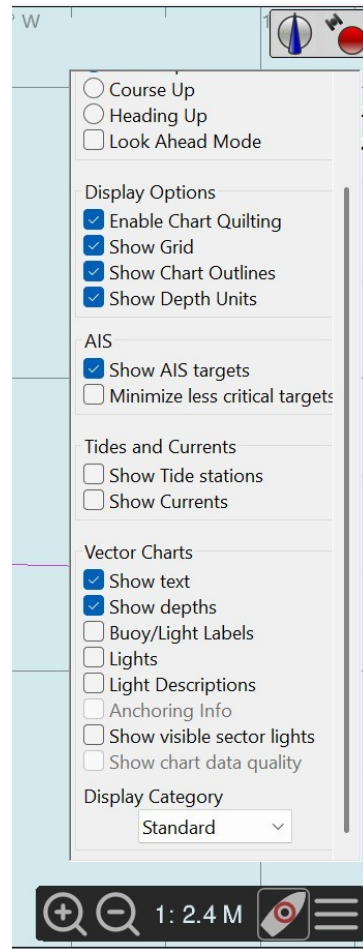 ° W
1
Course Up
Heading Up
Look Ahead Mode
Display Options
Enable Chart Quilting
Show Grid
Show Chart Outlines
Show Depth Units
AIS
Show AIS targets
Minimize less critical targets
Tides and Currents
Show Tide stations
Show Currents
Vector Charts
Show text
Show depths
Buoy/Light Labels
Lights
Light Descriptions
Anchoring Info
Show visible sector lights
Show chart data quality
Display Category
Standard
1: 2.4 M